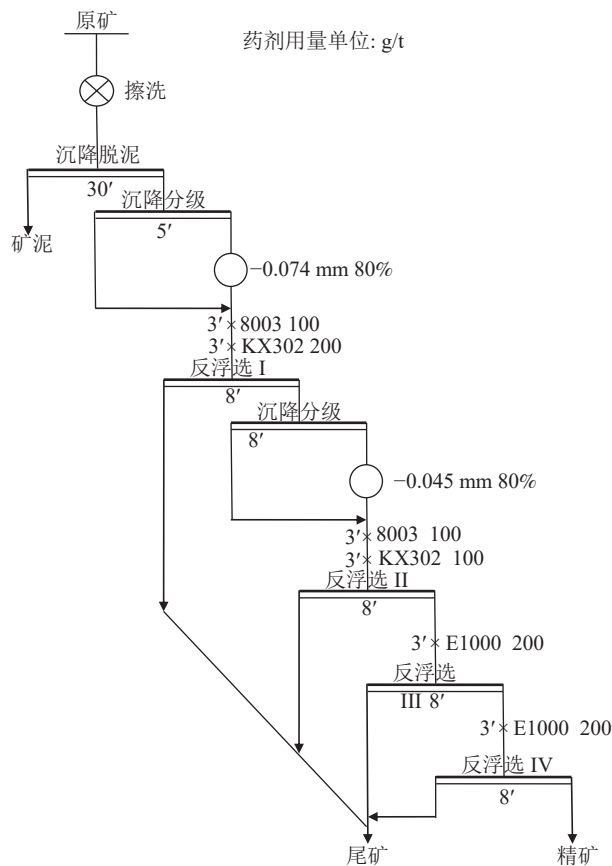 原矿
药剂用量单位: g/t
擦洗
沉降脱泥
30′
沉降分级
矿泥
5′
−0.074 mm 80%
3′ 8003 100
3′ KX302 200
反浮选 I
8′
沉降分级
8′
−0.045 mm 80%
3′ 8003 100
3′ KX302 100
反浮选 II
8′
3′ E1000 200
反浮选
III 8′
3′ E1000 200
反浮选 IV
8′
尾矿
精矿